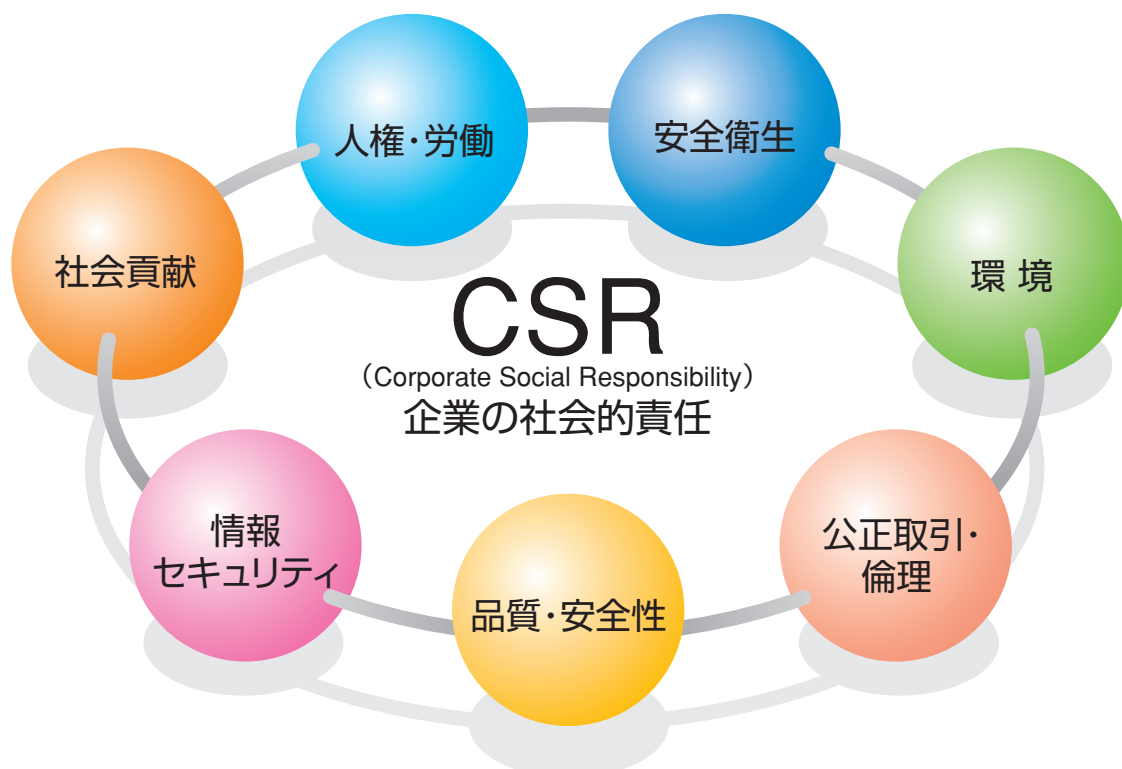 人権・労働
安全衛生
社会貢献
環 境
CSR
（Corporate Social Responsibility）
企業の社会的責任
情報
セキュリティ
品質・安全性
公正取引・
倫理